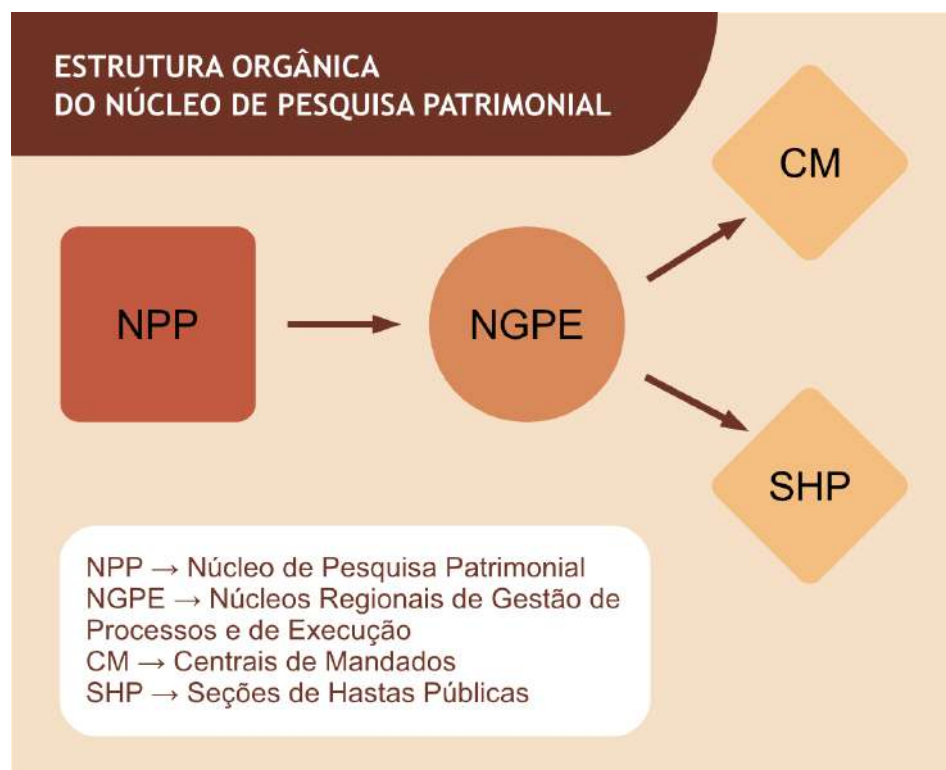 ESTRUTURA ORGÂNICA
DO NÚCLEO DE PESQUISA PATRIMONIAL
CM
NPP
NGPE
SHP
NPP → Núcleo de Pesquisa Patrimonial
NGPE → Núcleos Regionais de Gestão de
Processos e de Execução
CM → Centrais de Mandados
SHP → Seções de Hastas Públicas